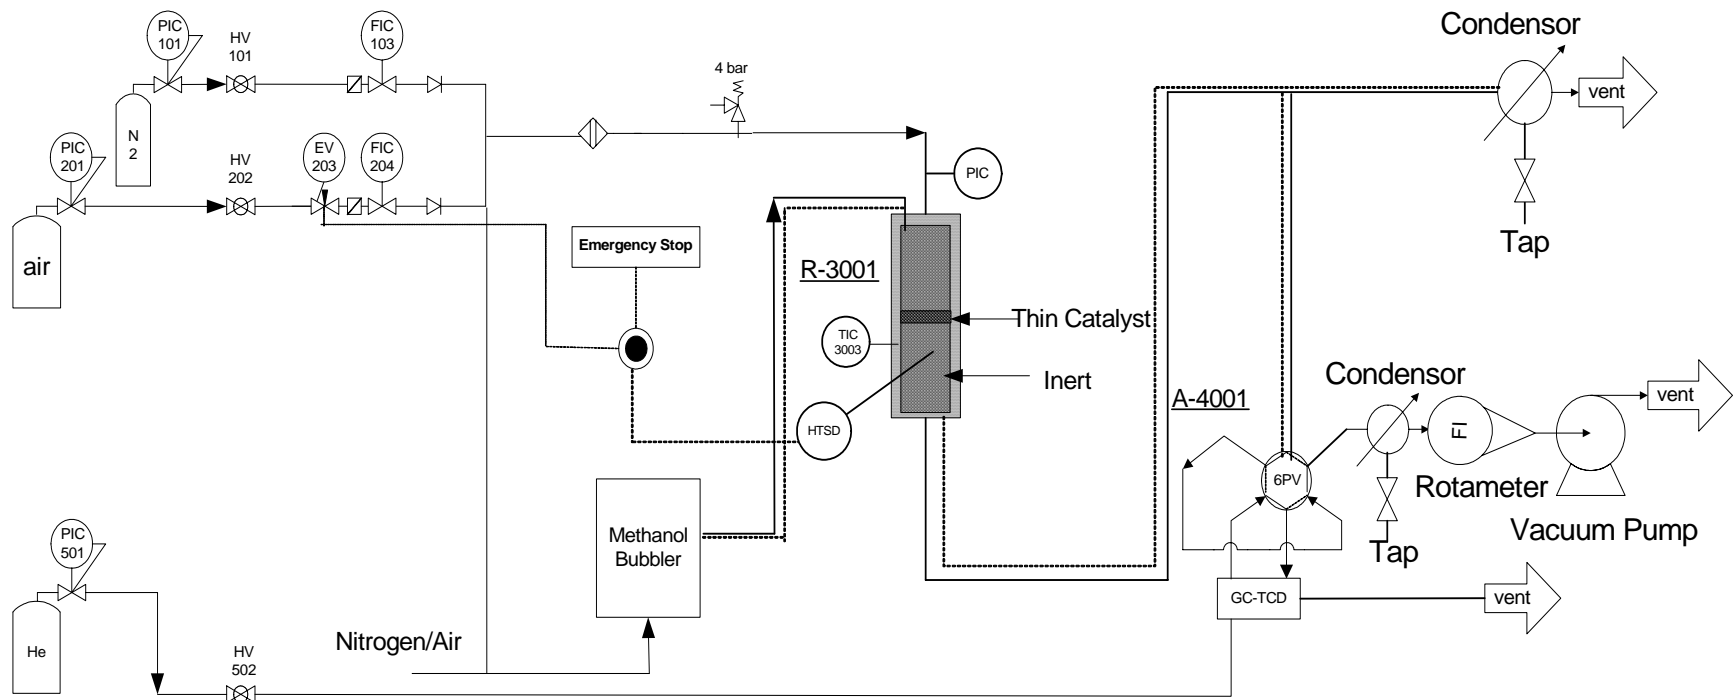 PIC
101
HV
101
FIC
103
4 bar
Condensor
vent
N
2
PIC
201
HV
202
EV
203
FIC
204
PIC
Tap
air
Emergency Stop
R-3001
Thin Catalyst
TIC
3003
Inert
HTSD
A-4001
Condensor
vent
FI
6PV
Rotameter
Vacuum Pump
Tap
Methanol
Bubbler
PIC
501
GC-TCD
vent
He
Nitrogen/Air
HV
502